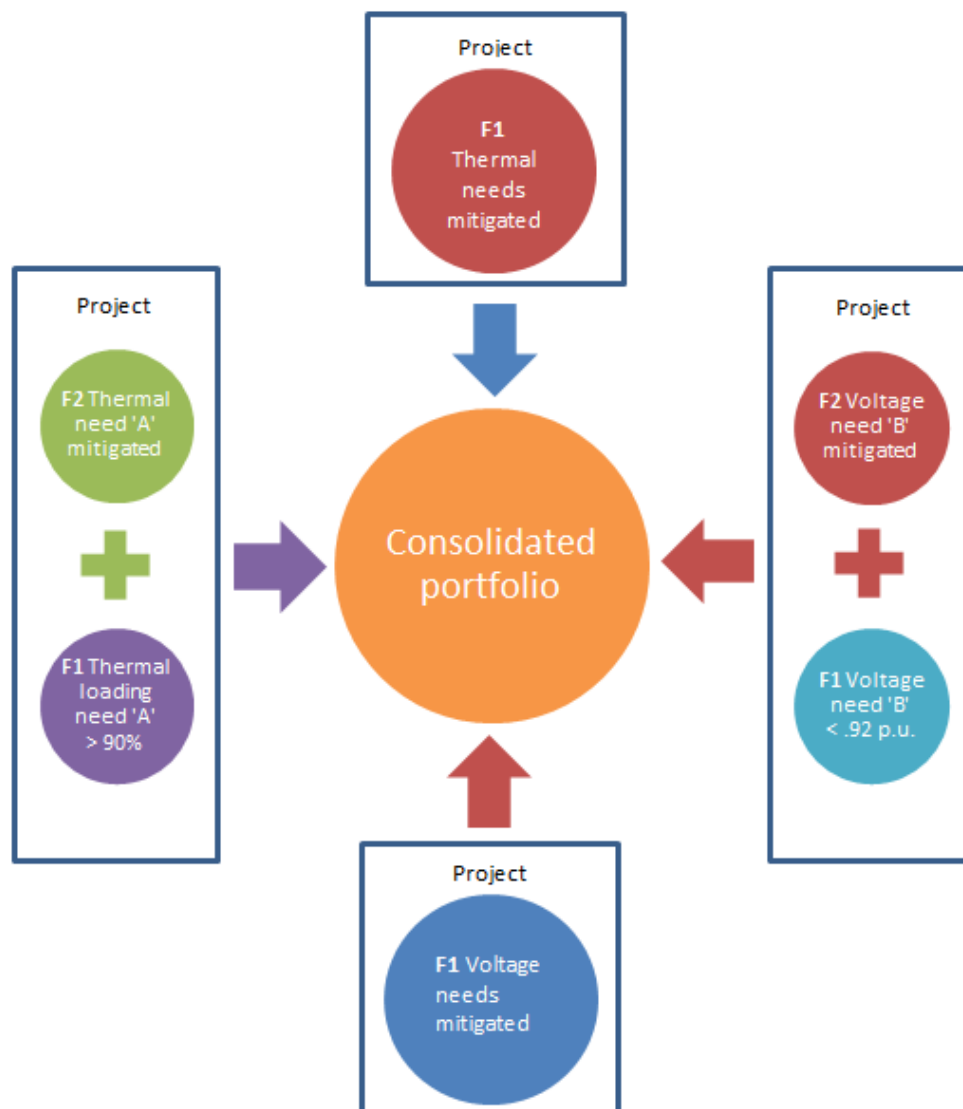 Project
F1
Thermal
needs
mitigated
Project
F2 Thermal
need 'A'
mitigated
F1 Thermal
loading
need 'A'
> 90%
Consolidated
portfolio
Project
F2 Voltage
need 'B'
mitigated
F1 Voltage
need 'B'
< .92 p.u.
Project
F1 Voltage
needs
mitigated